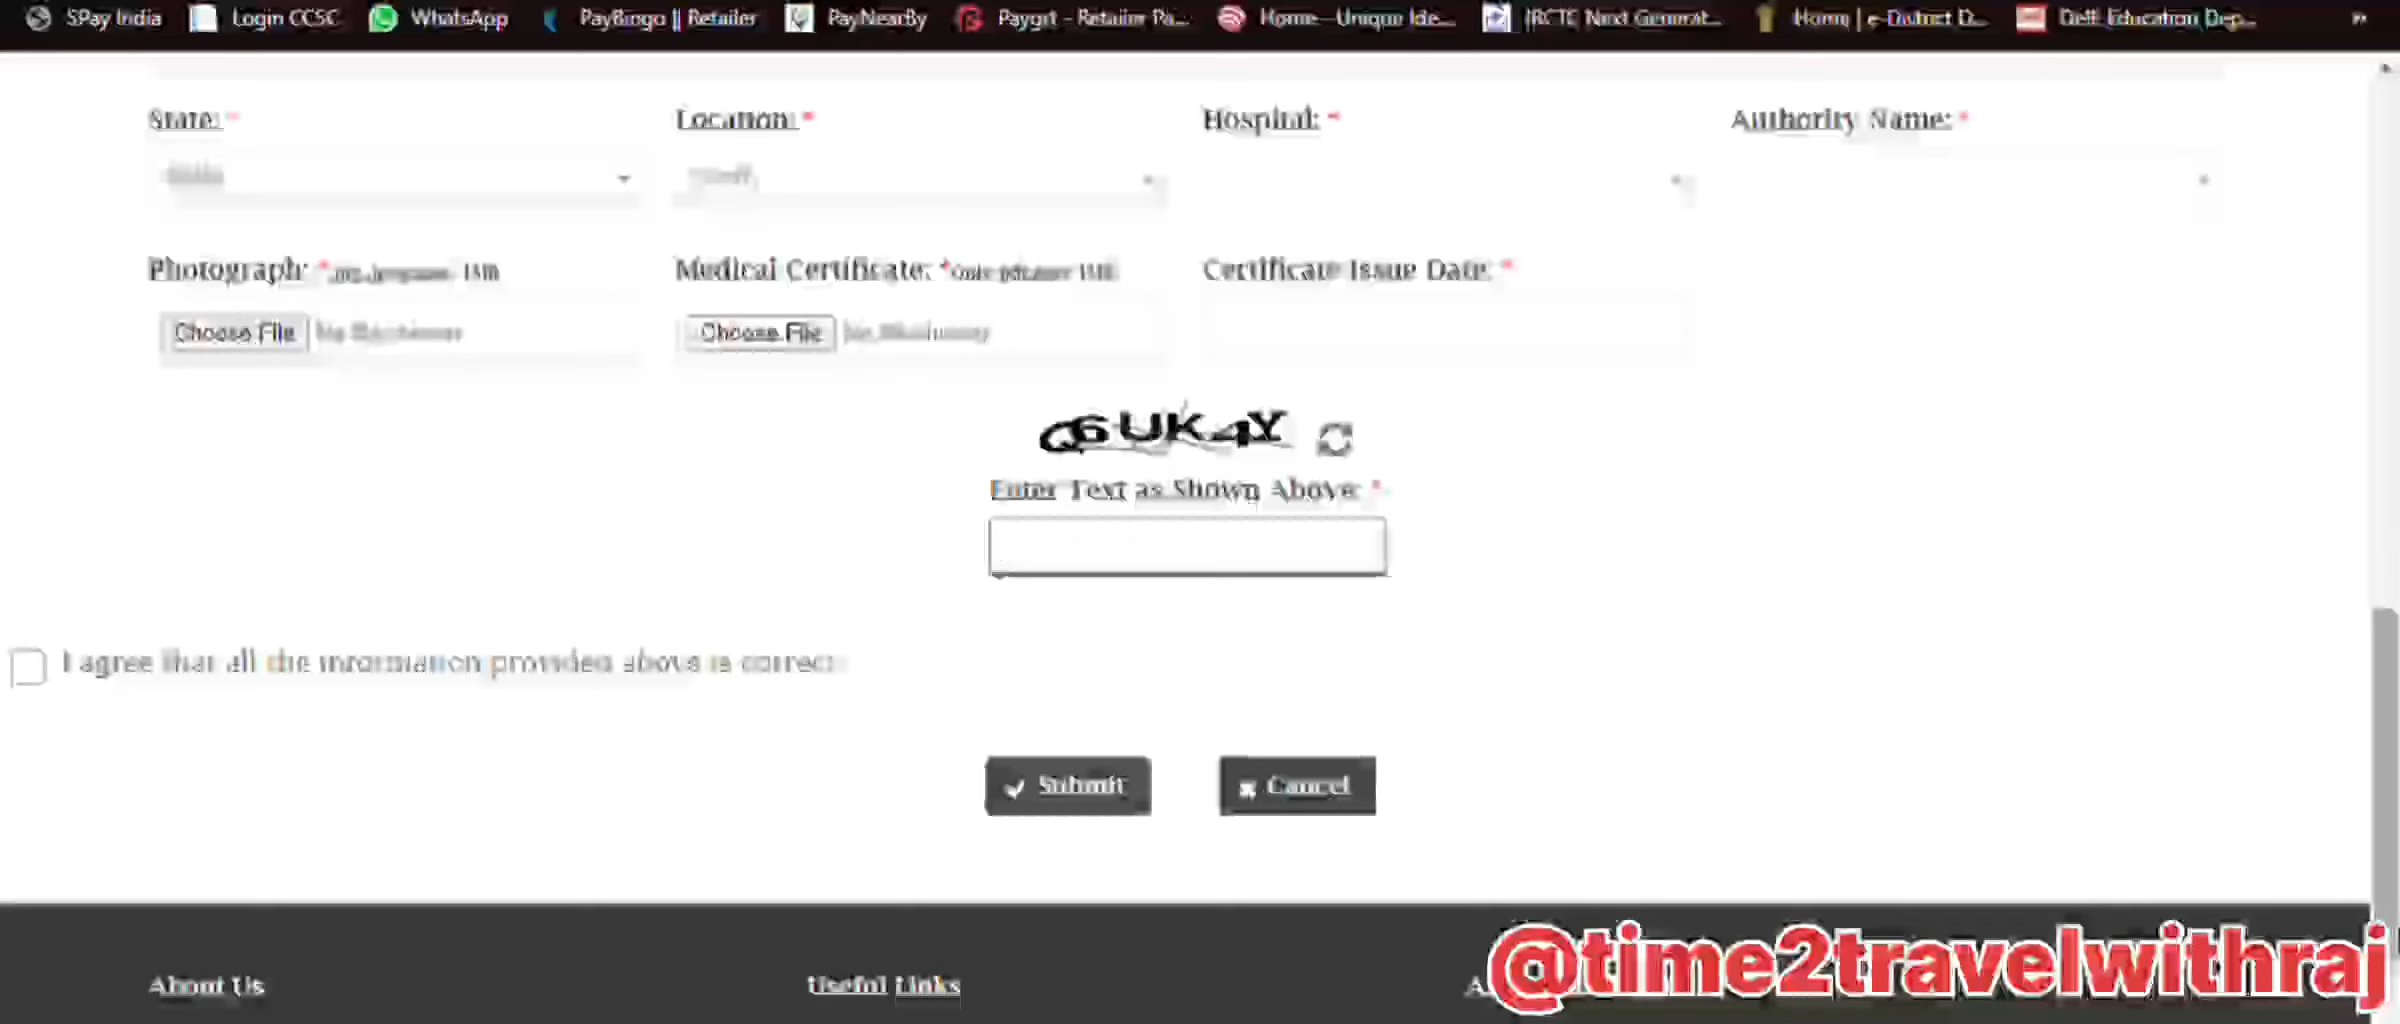 SPay India Login CCSC WhatsApp PayBingo || Retailer PayNearBy Paygrt - Retailer Pa... Home - Unique Ide... IRCTC Next Generat... Home | e-District D... Education Dep... »
State: * Location: * Hospital: * Authority Name: *
Photograph: * Medical Certificate: * Certificate Issue Date: *
Choose File Choose File
Q6UK4Y
Enter Text as Shown Above: *
I agree that all the information provided above is correct
Submit Cancel
About Us Useful Links
@time2travelwithraj